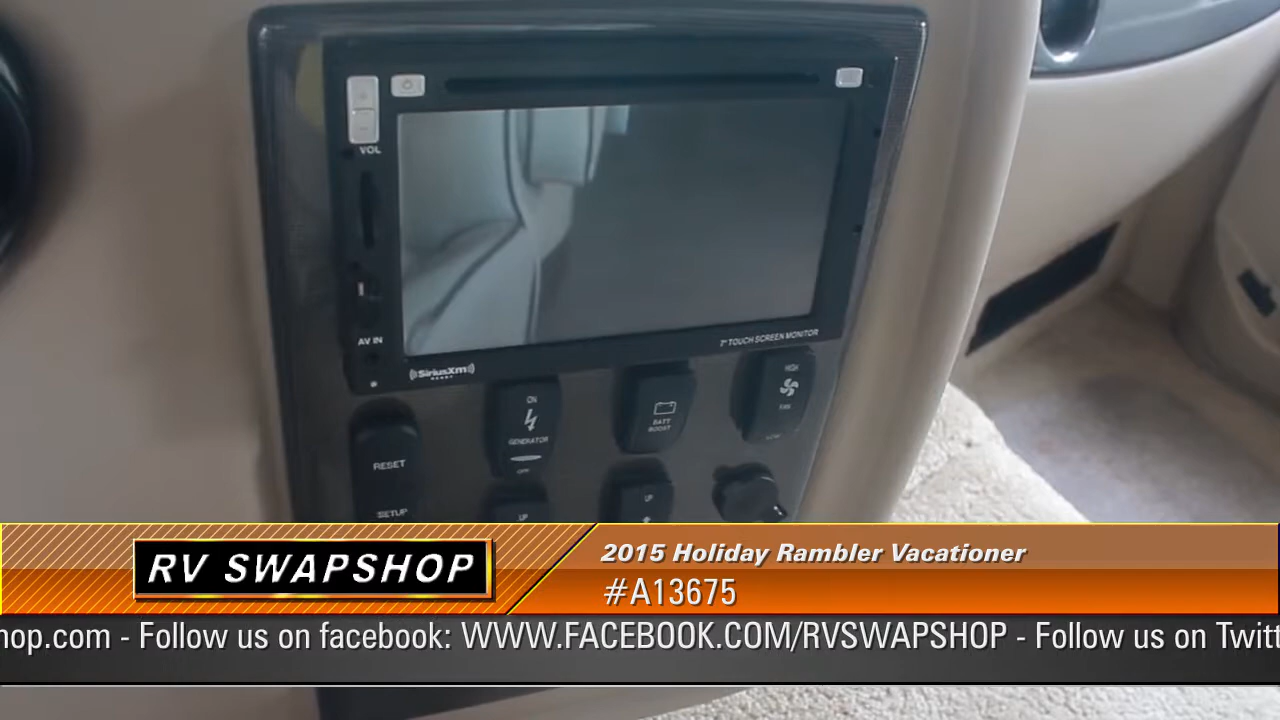 VOL
AV IN
((SiriusXm))
READY
7" TOUCH SCREEN MONITOR
HIGH
FAN
LOW
ON
GENERATOR
OFF
BATT
BOOST
RESET
SETUP
UP
UP
RV SWAPSHOP
2015 Holiday Rambler Vacationer
#A13675
hop.com - Follow us on facebook: WWW.FACEBOOK.COM/RVSWAPSHOP - Follow us on Twitt